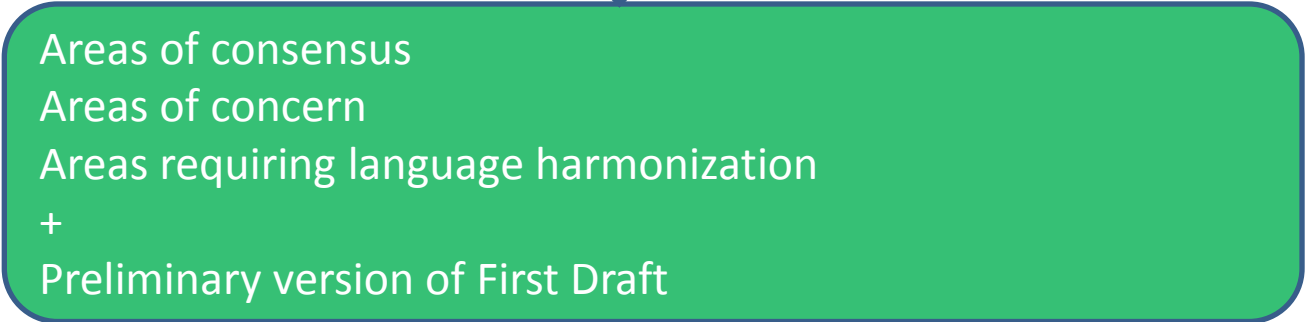 Areas of consensus
Areas of concern
Areas requiring language harmonization
+
Preliminary version of First Draft